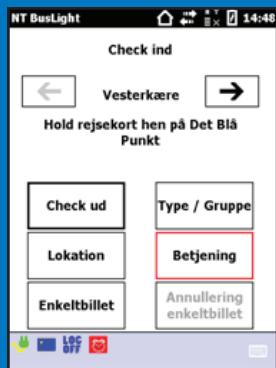 NT BusLight 14:48
Check ind
Vesterkære
Hold rejsekort hen på Det Blå
Punkt
Check ud Type / Gruppe
Lokation Betjening
Enkeltbillet Annullering
enkeltbillet
LOG
OFF